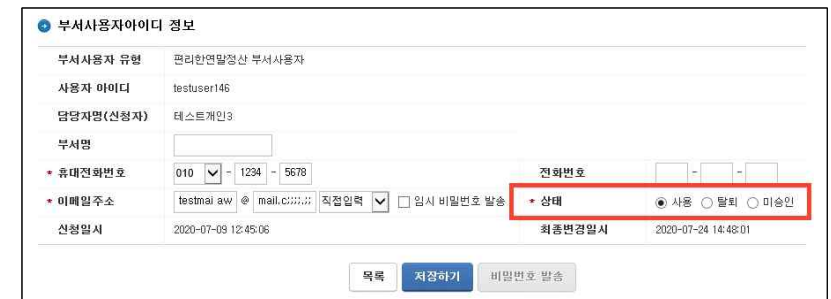 부서사용자아이디 정보
부서사용자 유형 편리한연말정산 부서사용자
사용자 아이디 testuser146
담당자명(신청자) 테스트개인3
부서명
* 휴대전화번호 010 - 1234 - 5678 전화번호 - -
* 이메일주소 testmai aw @ mail.c;;;;.;; 직접입력 임시 비밀번호 발송 * 상태 사용 탈퇴 미승인
신청일시 2020-07-09 12:45:06 최종변경일시 2020-07-24 14:48:01
목록 저장하기 비밀번호 발송